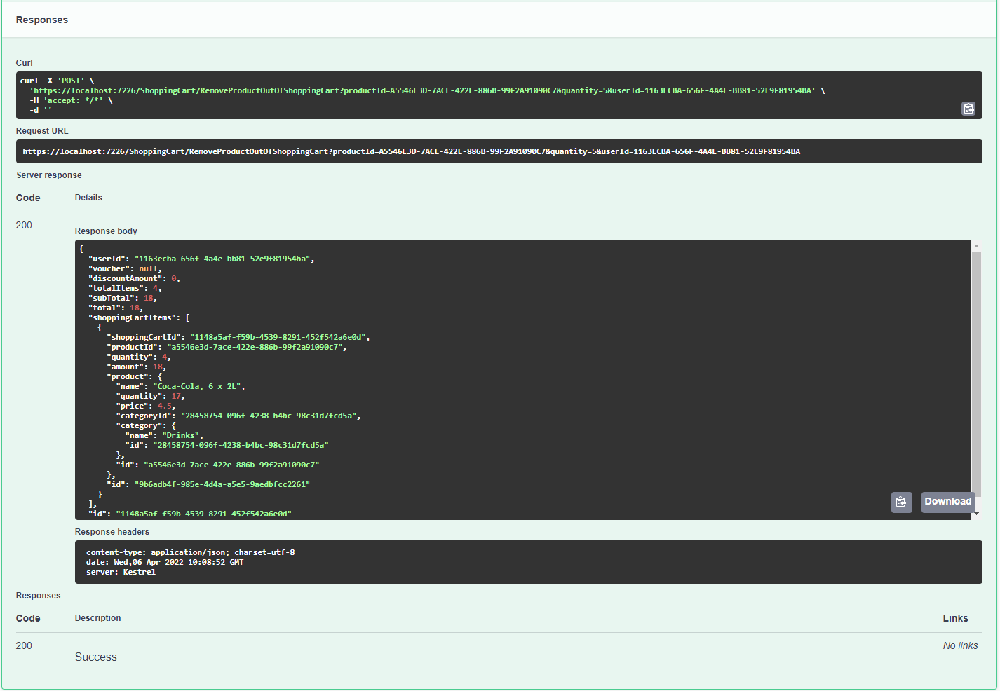 Responses
Curl
curl -X 'POST' \
  'https://localhost:7226/ShoppingCart/RemoveProductOutOfShoppingCart?productId=A5546E3D-7ACE-422E-886B-99F2A91090C7&quantity=5&userId=1163ECBA-656F-4A4E-BB81-52E9F81954BA' \
  -H 'accept: */*' \
  -d ''
Request URL
https://localhost:7226/ShoppingCart/RemoveProductOutOfShoppingCart?productId=A5546E3D-7ACE-422E-886B-99F2A91090C7&quantity=5&userId=1163ECBA-656F-4A4E-BB81-52E9F81954BA
Server response
Code Details
200
Response body
{
  "userId": "1163ecba-656f-4a4e-bb81-52e9f81954ba",
  "voucher": null,
  "discountAmount": 0,
  "totalItems": 4,
  "subTotal": 18,
  "total": 18,
  "shoppingCartItems": [
    {
      "shoppingCartId": "1148a5af-f59b-4539-8291-452f542a6e0d",
      "productId": "a5546e3d-7ace-422e-886b-99f2a91090c7",
      "quantity": 4,
      "amount": 18,
      "product": {
        "name": "Coca-Cola, 6 x 2L",
        "quantity": 17,
        "price": 4.5,
        "categoryId": "28458754-096f-4238-b4bc-98c31d7fcd5a",
        "category": {
          "name": "Drinks",
          "id": "28458754-096f-4238-b4bc-98c31d7fcd5a"
        },
        "id": "a5546e3d-7ace-422e-886b-99f2a91090c7"
      },
      "id": "9b6adb4f-985e-4d4a-a5e5-9aedbfcc2261"
    }
  ],
  "id": "1148a5af-f59b-4539-8291-452f542a6e0d"
Download
Response headers
content-type: application/json; charset=utf-8
date: Wed,06 Apr 2022 10:08:52 GMT
server: Kestrel
Responses
Code Description Links
200 No links
Success